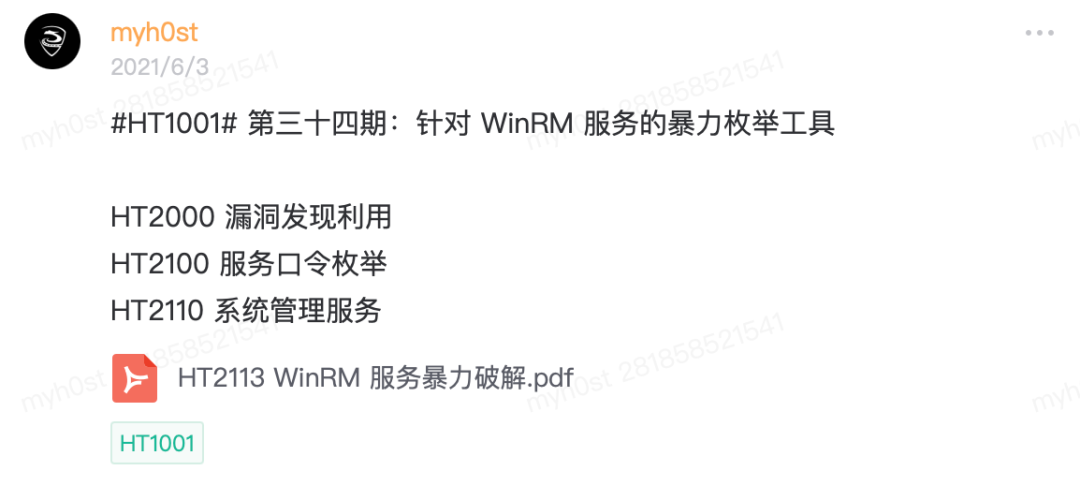 myh0st
2021/6/3
#HT1001# 第三十四期：针对 WinRM 服务的暴力枚举工具
HT2000 漏洞发现利用
HT2100 服务口令枚举
HT2110 系统管理服务
HT2113 WinRM 服务暴力破解.pdf
HT1001
myh0st 281858521541
myh0st 281858521541
myh
myh0st 281858521541
myh0st 281858521541
myh